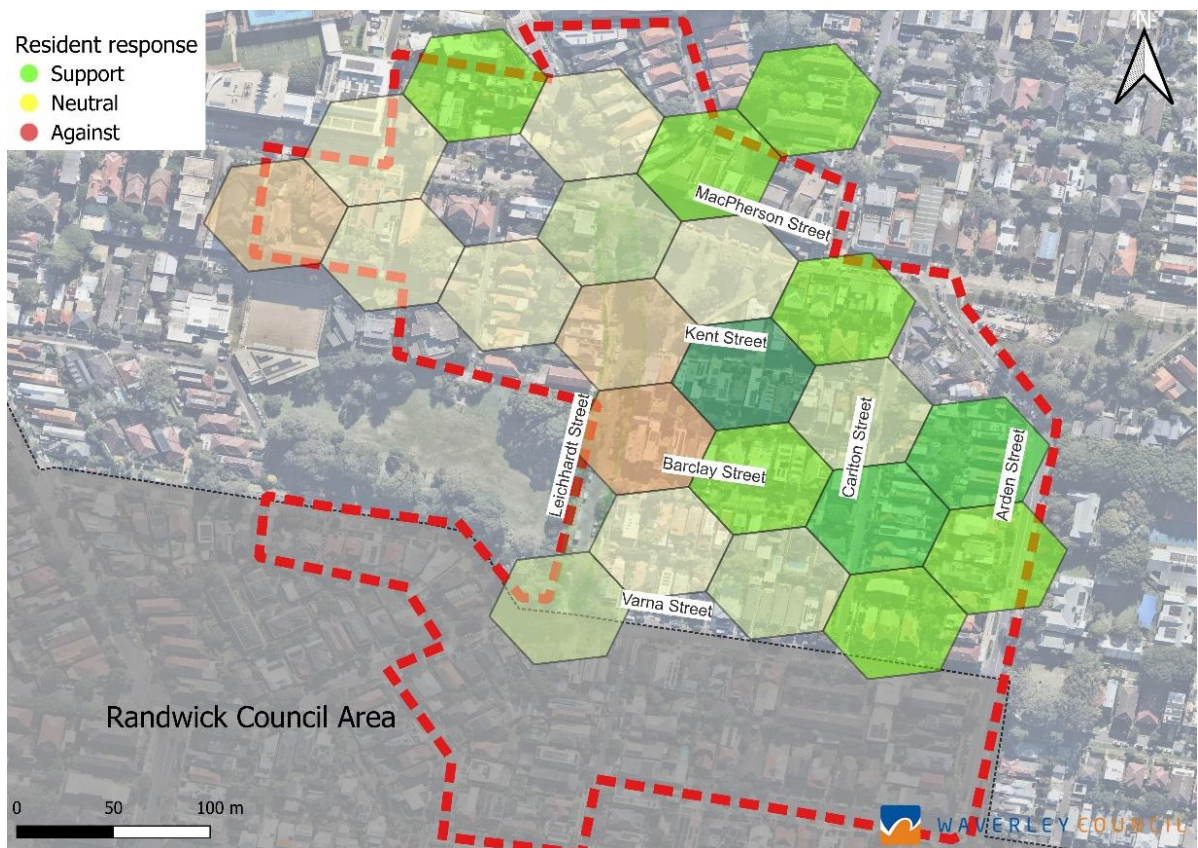 Resident response
Support
Neutral
Against
N
MacPherson Street
Kent Street
Leichhardt Street
Barclay Street
Carlton Street
Arden Street
Varna Street
Randwick Council Area
0 50 100 m
WAVERLEY COUNCIL